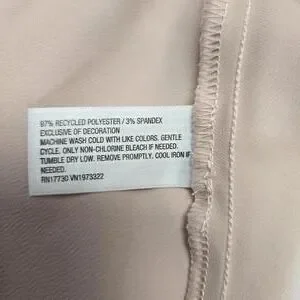 97% RECYCLED POLYESTER / 3% SPANDEX
EXCLUSIVE OF DECORATION
MACHINE WASH COLD WITH LIKE COLORS. GENTLE
CYCLE. ONLY NON-CHLORINE BLEACH IF NEEDED.
TUMBLE DRY LOW. REMOVE PROMPTLY. COOL IRON IF
NEEDED.
RN17730 VN1973322